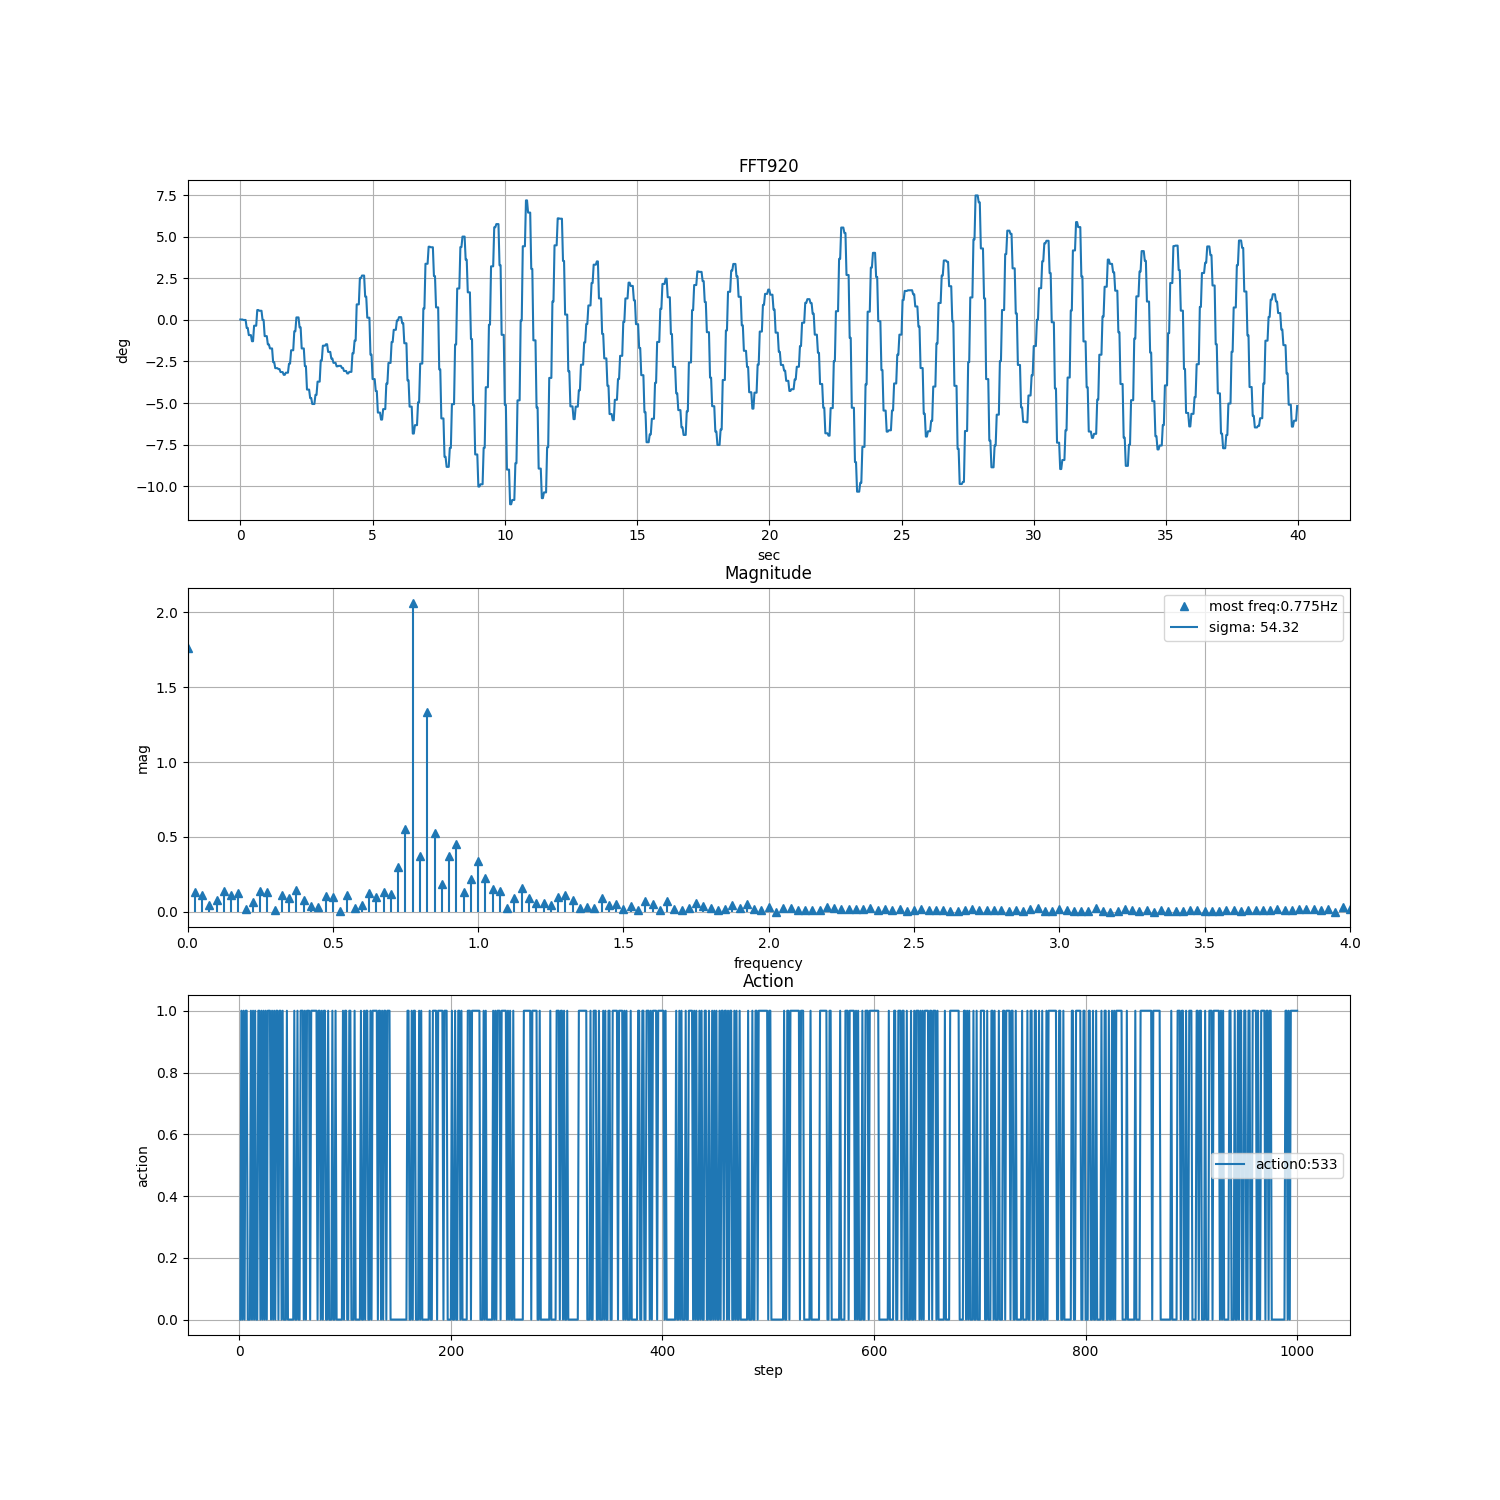 FFT920
7.5
5.0
2.5
0.0
−2.5
−5.0
−7.5
−10.0
deg
0 5 10 15 20 25 30 35 40
sec
Magnitude
2.0
1.5
1.0
0.5
0.0
mag
most freq:0.775Hz
sigma: 54.32
0.0 0.5 1.0 1.5 2.0 2.5 3.0 3.5 4.0
frequency
Action
1.0
0.8
0.6
0.4
0.2
0.0
action
action0:533
0 200 400 600 800 1000
step